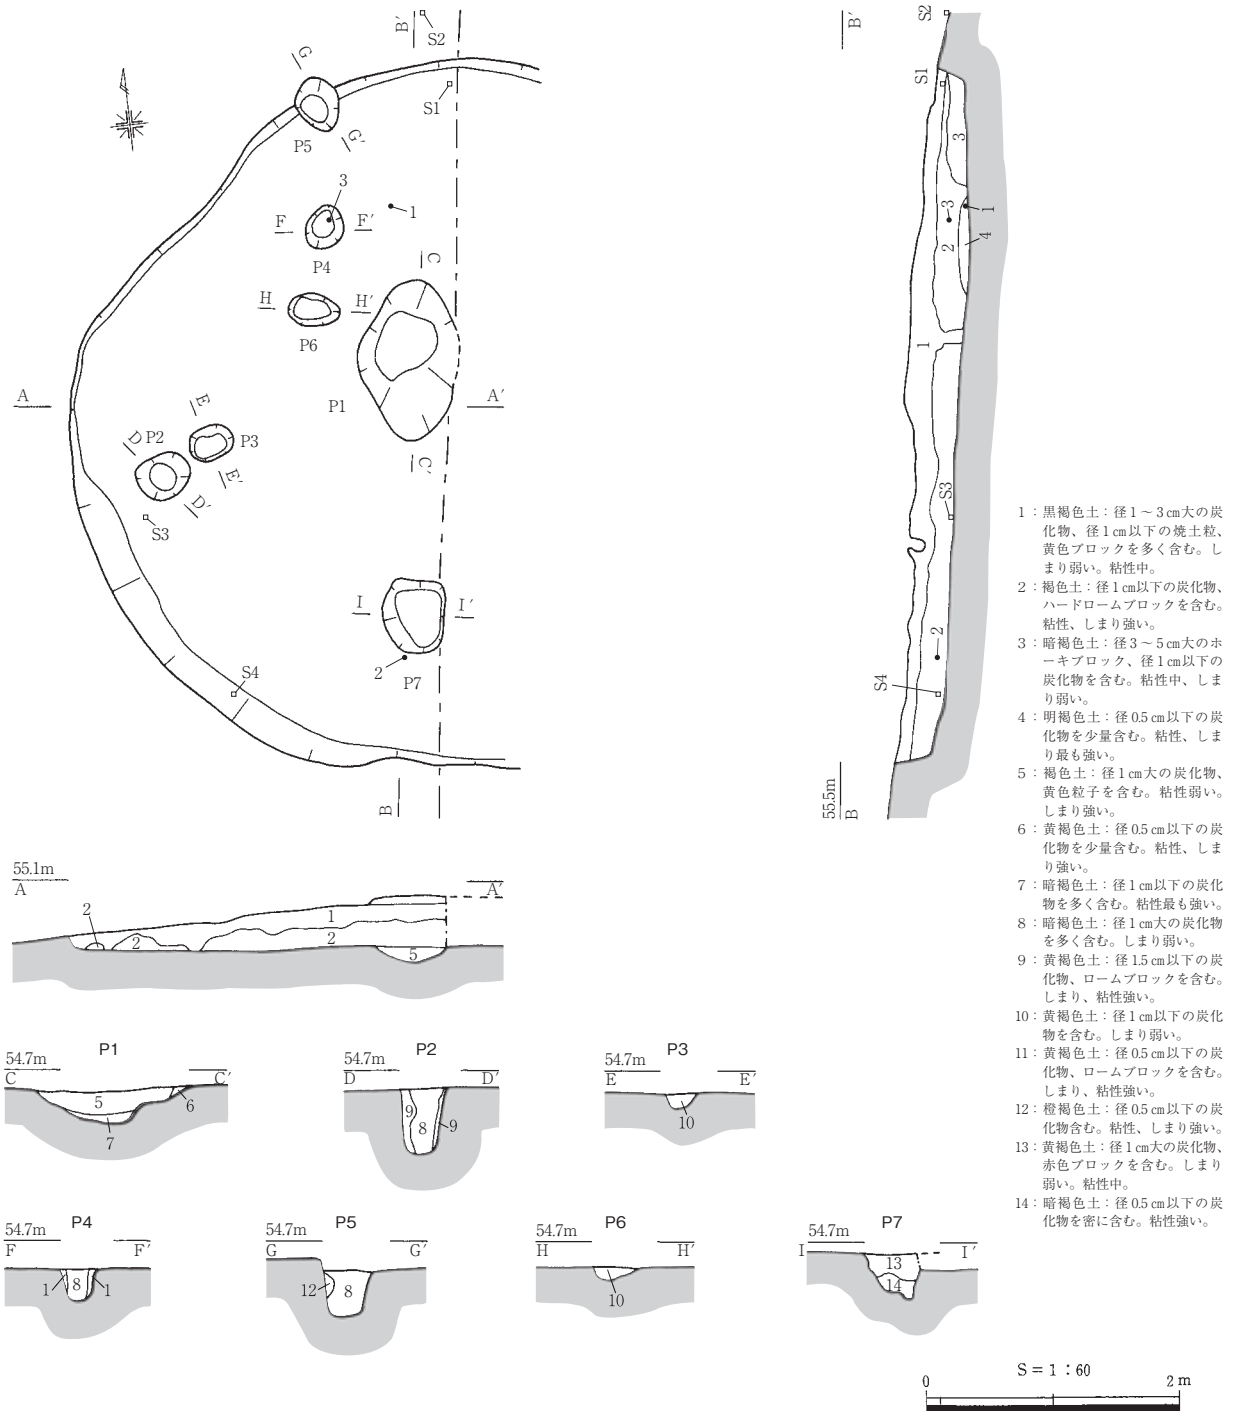 B′
S2
G
S1
G′
P5
3
1
F
F′
P4
C
H
H′
P6
A
P1
A′
E
D
P2
P3
E′
D′
C′
S3
I
I′
2
P7
S4
B
S2
B′
S1
3
3
1
2
4
1
S3
2
S4
55.5m
B
1：黒褐色土：径1～3㎝大の炭
化物、径1㎝以下の焼土粒、
黄色ブロックを多く含む。し
まり弱い。粘性中。
2：褐色土：径1㎝以下の炭化物、
ハードロームブロックを含む。
粘性、しまり強い。
3：暗褐色土：径3～5㎝大のホ
ーキブロック、径1㎝以下の
炭化物を含む。粘性中、しま
り弱い。
4：明褐色土：径0.5㎝以下の炭
化物を少量含む。粘性、しま
り最も強い。
5：褐色土：径1㎝大の炭化物、
黄色粒子を含む。粘性弱い。
しまり強い。
6：黄褐色土：径0.5㎝以下の炭
化物を少量含む。粘性、しま
り強い。
7：暗褐色土：径1㎝以下の炭化
物を多く含む。粘性最も強い。
8：暗褐色土：径1㎝大の炭化物
を多く含む。しまり弱い。
9：黄褐色土：径1.5㎝以下の炭
化物、ロームブロックを含む。
しまり、粘性強い。
10：黄褐色土：径1㎝以下の炭化
物を含む。しまり弱い。
11：黄褐色土：径0.5㎝以下の炭
化物、ロームブロックを含む。
しまり、粘性強い。
12：橙褐色土：径0.5㎝以下の炭
化物含む。粘性、しまり強い。
13：黄褐色土：径1㎝大の炭化物、
赤色ブロックを含む。しまり
弱い。粘性中。
14：暗褐色土：径0.5㎝以下の炭
化物を密に含む。粘性強い。
55.1m
A
A′
2
1
2
2
5
P1
54.7m
C
C′
5
6
7
P2
54.7m
D
D′
9
8
9
P3
54.7m
E
E′
10
P4
54.7m
F
F′
1
8
1
P5
54.7m
G
G′
12
8
P6
54.7m
H
H′
10
P7
54.7m
I
I′
13
14
S＝1：60
0
2 m